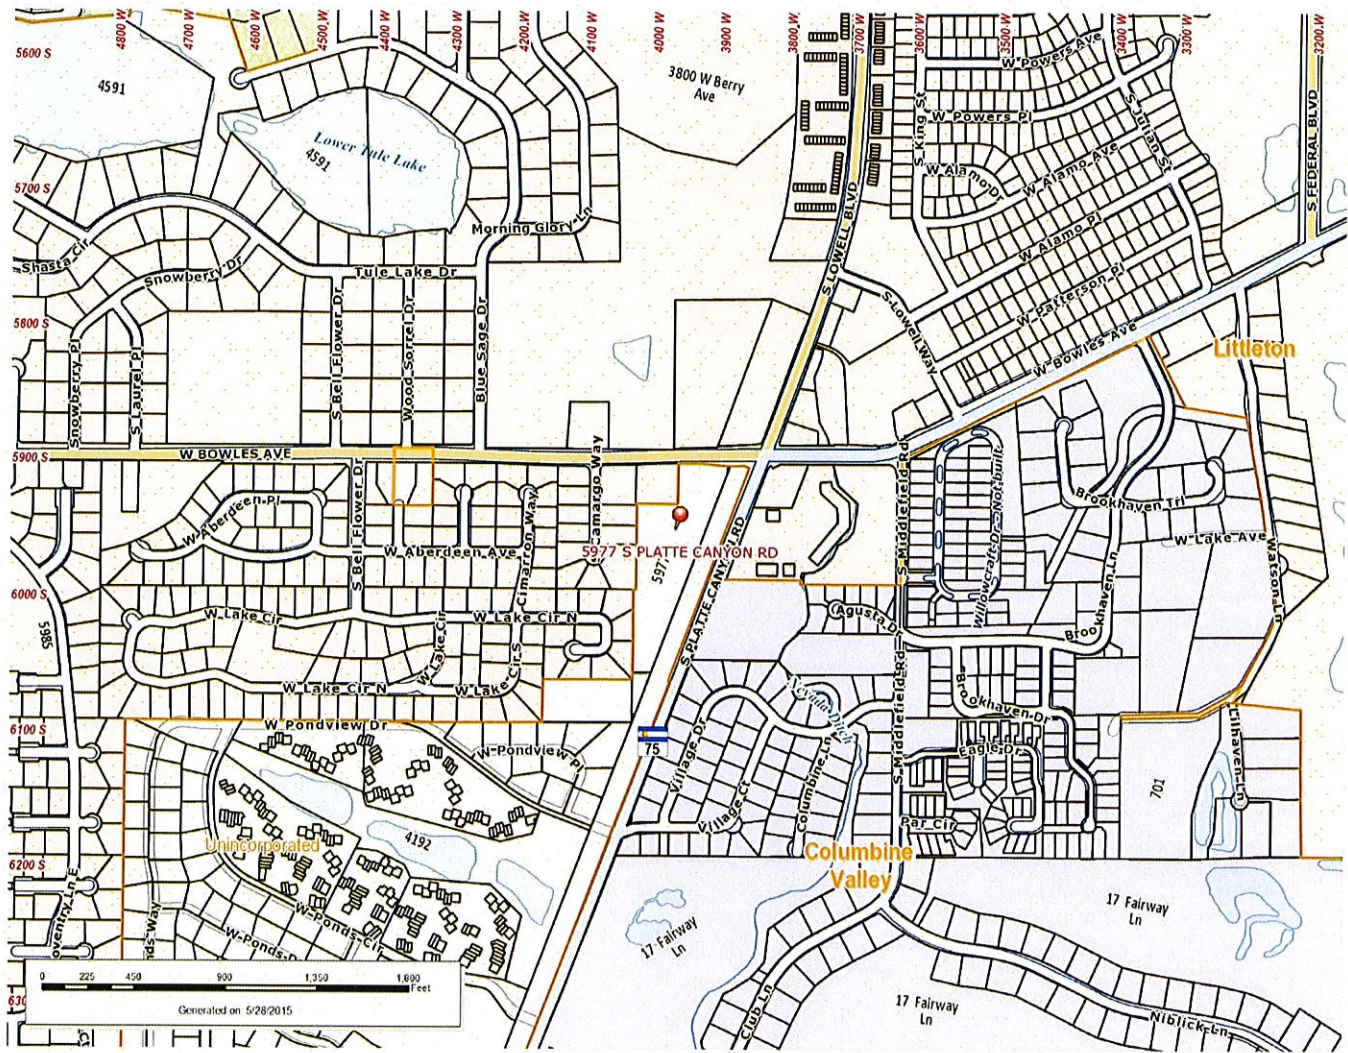 4800 W
4700 W
4600 W
4500 W
4400 W
4300 W
4200 W
4100 W
4000 W
3900 W
3800 W
3700 W
3600 W
3500 W
3400 W
3300 W
3200 W
5600 S
4591
3800 W Berry
Ave
W Powers Ave
W Powers Pl
S King St
S Julian St
S FEDERAL BLVD
Lower Tule Lake
4591
W Alamo Dr
W Alamo Ave
5700 S
Morning Glory Ln
S LOWELL BLVD
W Alamo Pl
Shasta Cir
Snowberry Dr
Tule Lake Dr
W Patterson Pl
S Lowell Way
5800 S
Snowberry Pl
S Laurel Pl
S Bell Flower Dr
Wood Sorrel Dr
Blue Sage Dr
W Bowles Ave
Littleton
5900 S
W BOWLES AVE
S Bell Flower Dr
S Camargo Way
S Middlefield Rd
Brookhaven Trl
W Aberdeen Pl
Cimarron Way
Willowcraft Dr - Not built
W Lake Ave
W Aberdeen Ave
5977 S PLATTE CANYON RD
5977
S PLATTE CANYON RD
Watson Ln
6000 S
5985
W Lake Cir
W Lake Cir N
Agusta Dr
Brookhaven Ln
W Lake Cir
W Lake Cir N
W Lake Cir S
Nevada Ditch
S Middlefield Rd
Brookhaven Dr
6100 S
W Pondview Dr
W Pondview Pl
75
Village Dr
Village Ct
Columbine Ln
Eagle Dr
Par Cir
701
Fillhaven Ln
4192
Unincorporated
Columbine
Valley
6200 S
W Ponds Cir
17 Fairway
Ln
17 Fairway
Ln
17 Fairway
Ln
Club Ln
Niblick Ln
0 225 450 900 1,350 1,800
Feet
Generated on 5/28/2015